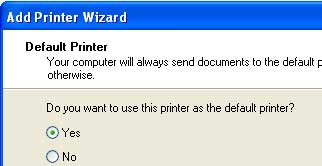 Add Printer Wizard
Default Printer
Your computer will always send documents to the default
otherwise.
Do you want to use this printer as the default printer?
Yes
No